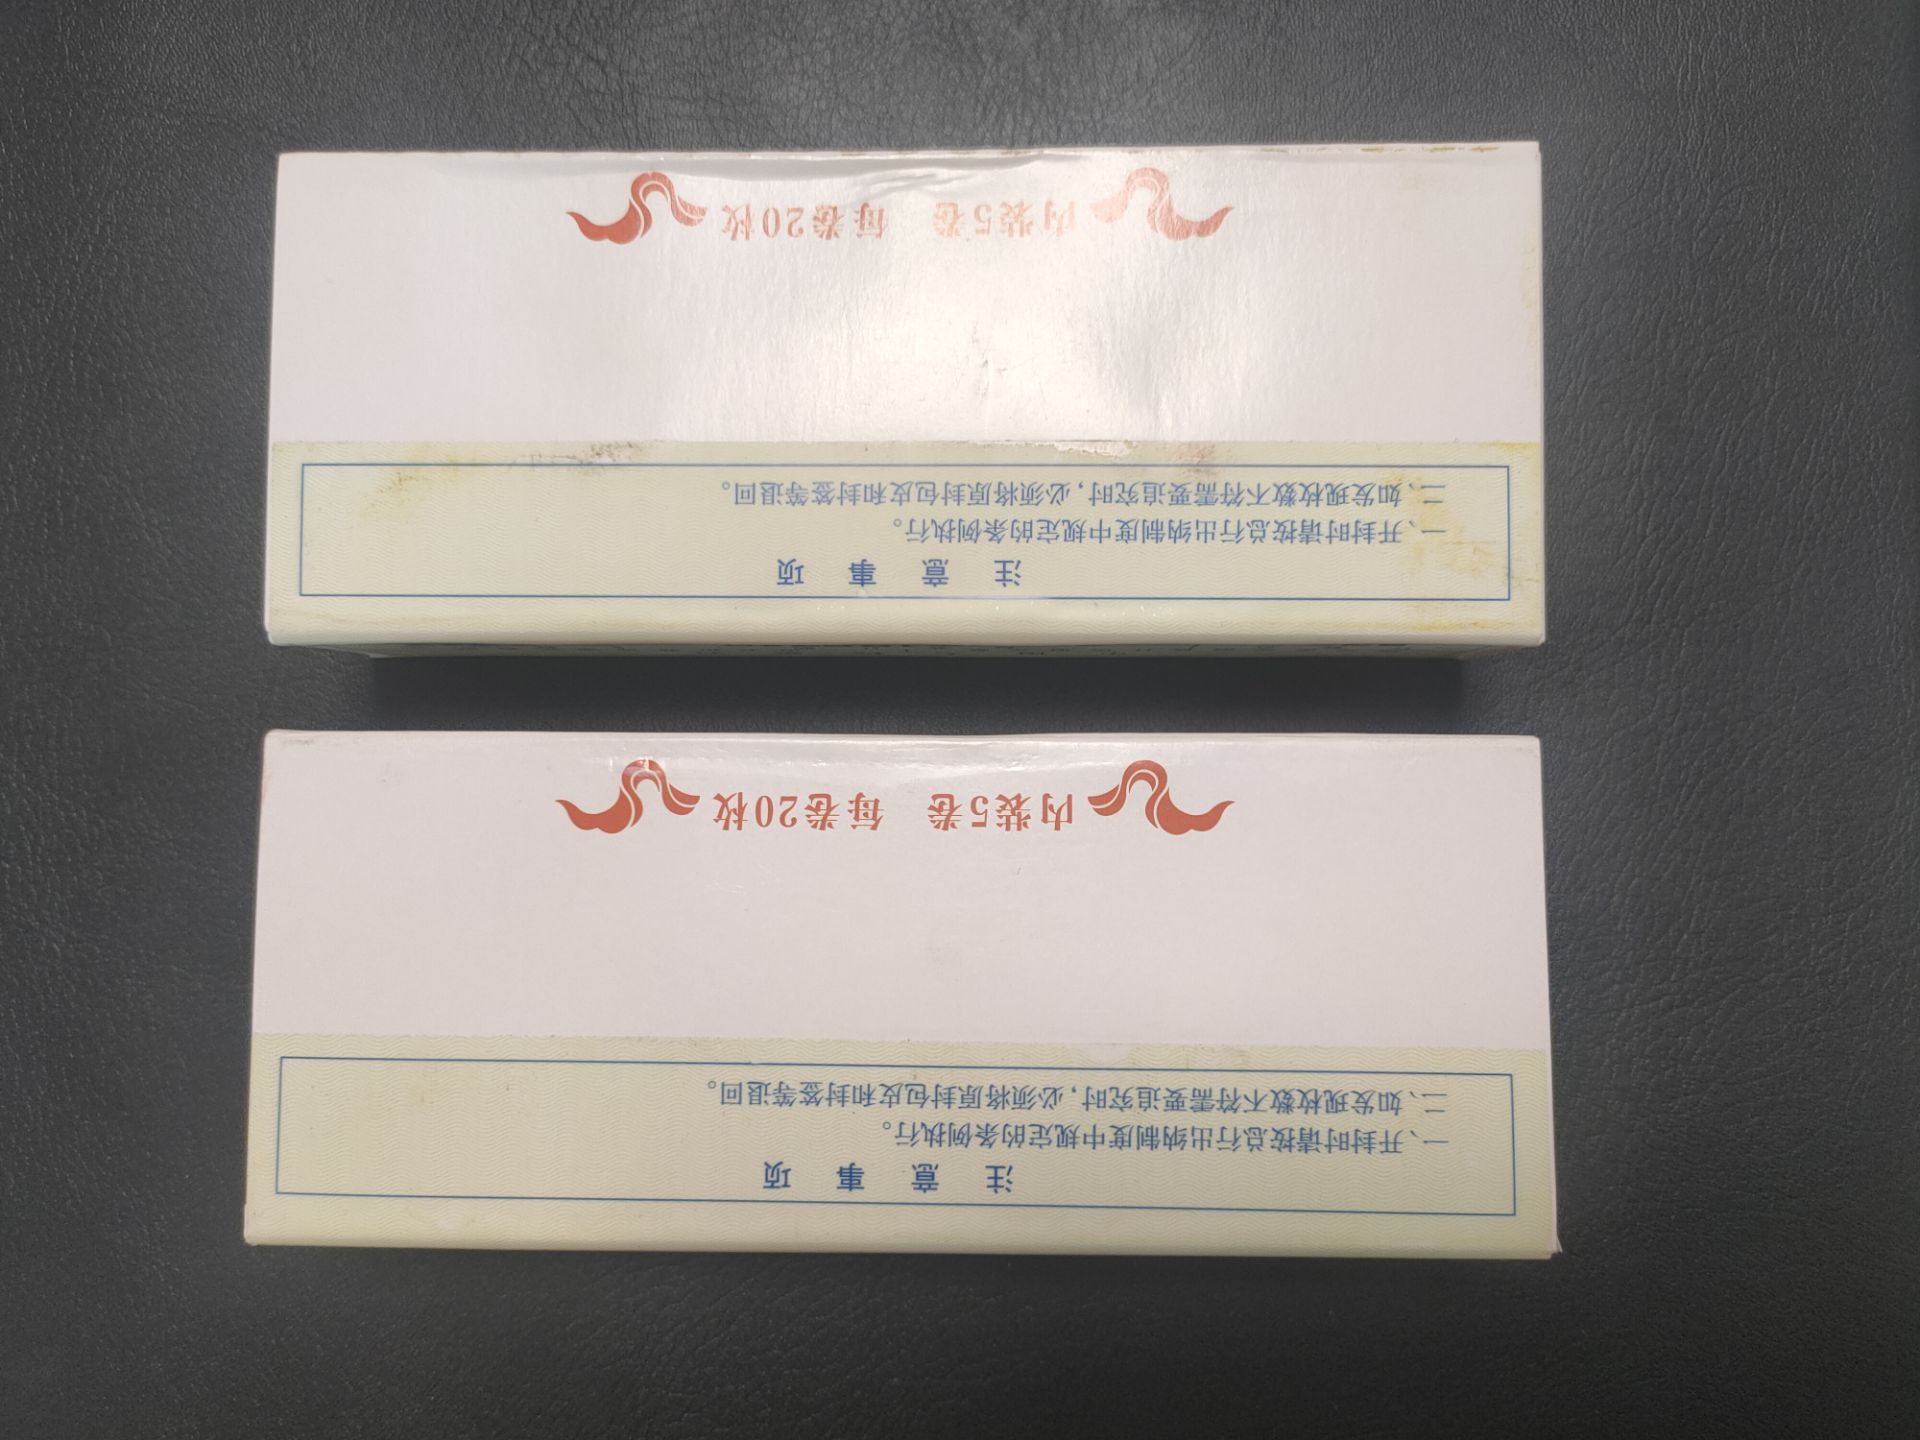 注意事项
一、开封时请按总行出纳制度中规定的条例执行。
二、如发现枚数不符需要追究时，必须将原封包皮和封签等退回。
内装5卷 每卷20枚
注意事项
一、开封时请按总行出纳制度中规定的条例执行。
二、如发现枚数不符需要追究时，必须将原封包皮和封签等退回。
内装5卷 每卷20枚